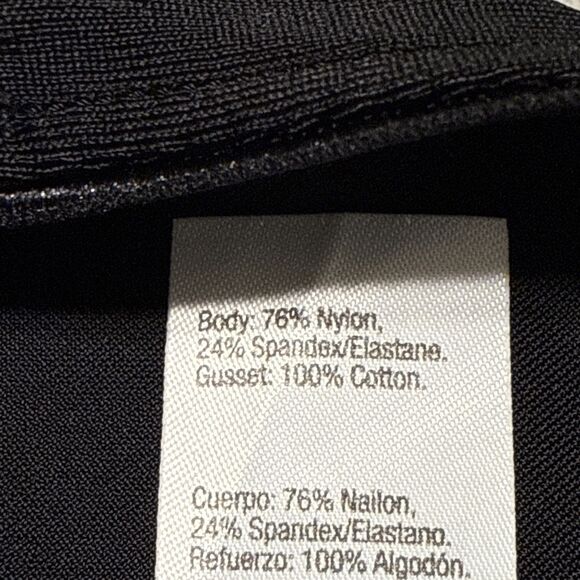 Body: 76% Nylon,
24% Spandex/Elastane.
Gusset: 100% Cotton.
Cuerpo: 76% Nailon,
24% Spandex/Elastano.
Refuerzo: 100% Algodón.